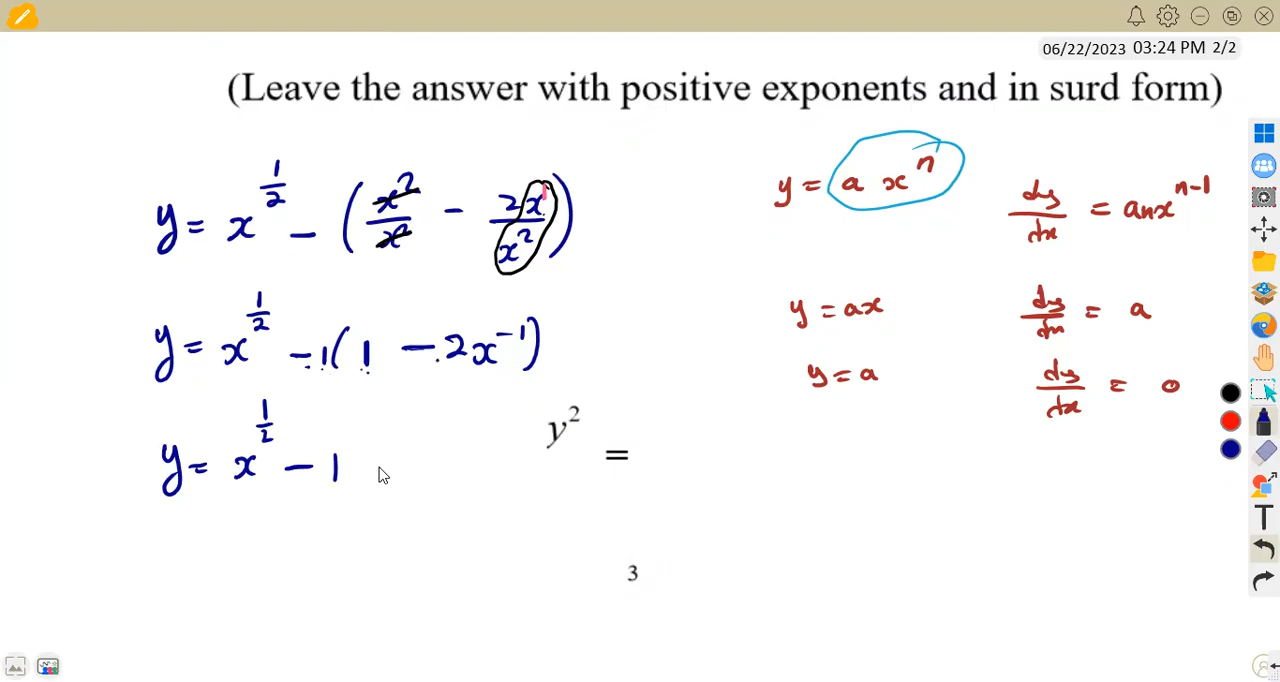 06/22/2023 03:24 PM 2/2
(Leave the answer with positive exponents and in surd form)
y = x^(1/2) - (x²/x² - 2x¹/x²)
y = x^(1/2) - 1(1 - 2x⁻¹)
y = x^(1/2) - 1
y = a xⁿ dy/dx = anx^(n-1)
y = ax dy/dx = a
y = a dy/dx = 0
y² =
3
T